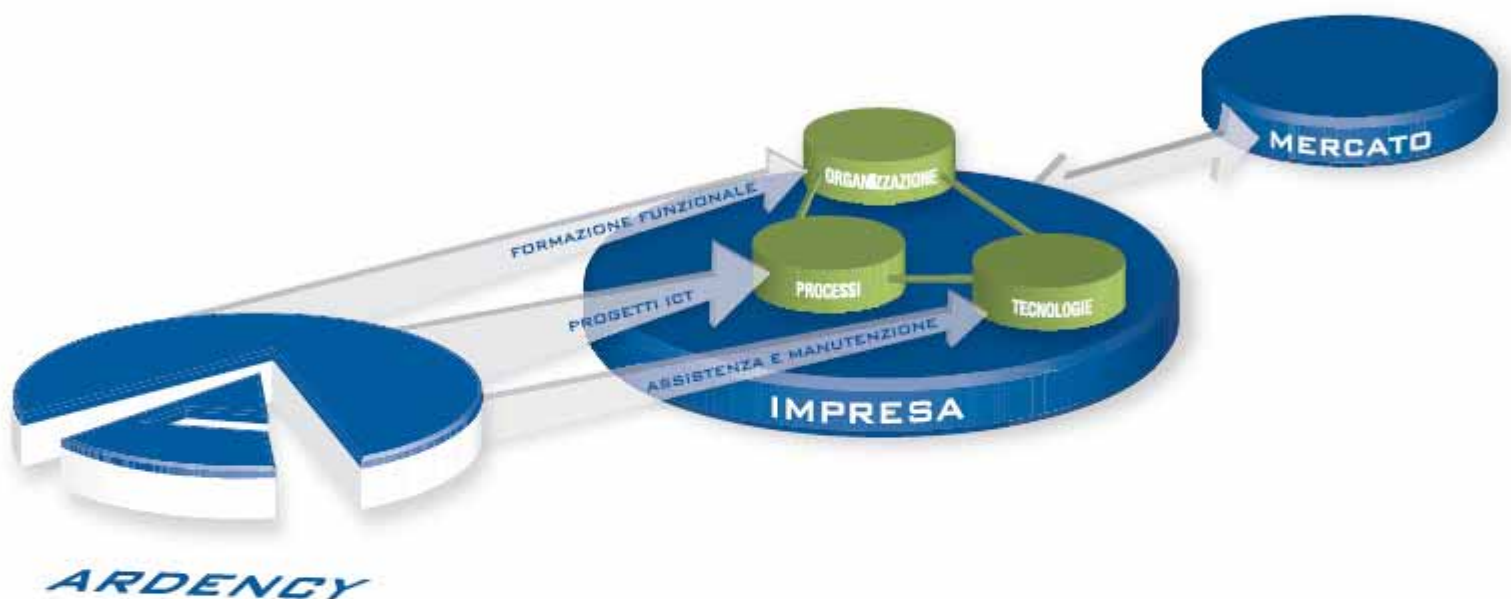 MERCATO
ORGANIZZAZIONE
FORMAZIONE FUNZIONALE
PROCESSI
PROGETTI ICT
TECNOLOGIE
ASSISTENZA E MANUTENZIONE
IMPRESA
ARDENCY